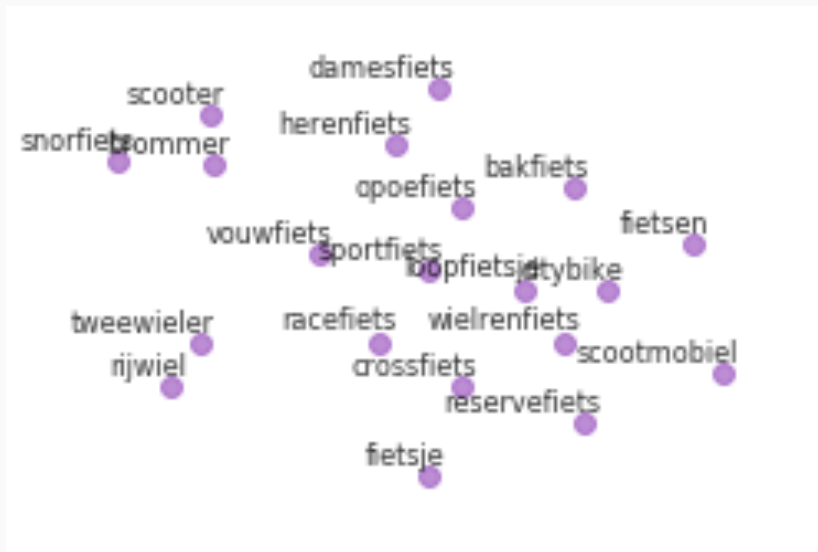 damesfiets
scooter
herenfiets
snorfiets
brommer
bakfiets
opoefiets
fietsen
vouwfiets
sportfiets
loopfietsje
citybike
tweewieler
racefiets
wielrenfiets
scootmobiel
rijwiel
crossfiets
reservefiets
fietsje